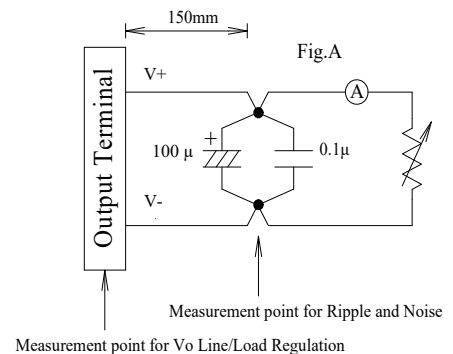 150mm
Fig.A
V+
A
Output Terminal
+
100 μ
0.1μ
V-
Measurement point for Ripple and Noise
Measurement point for Vo Line/Load Regulation